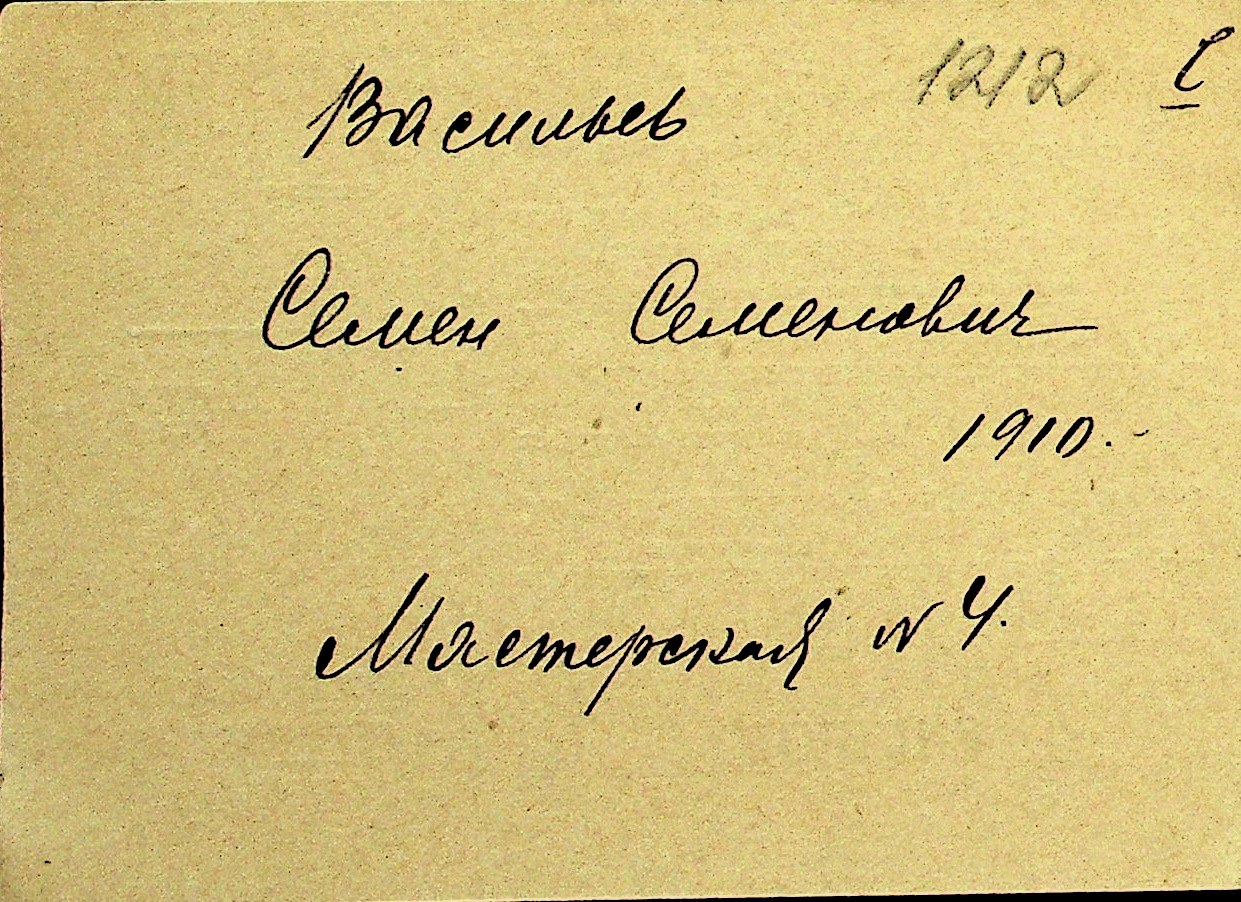 1212
Васильев
Семен Семенович
1910.-
Мастерская № 4.